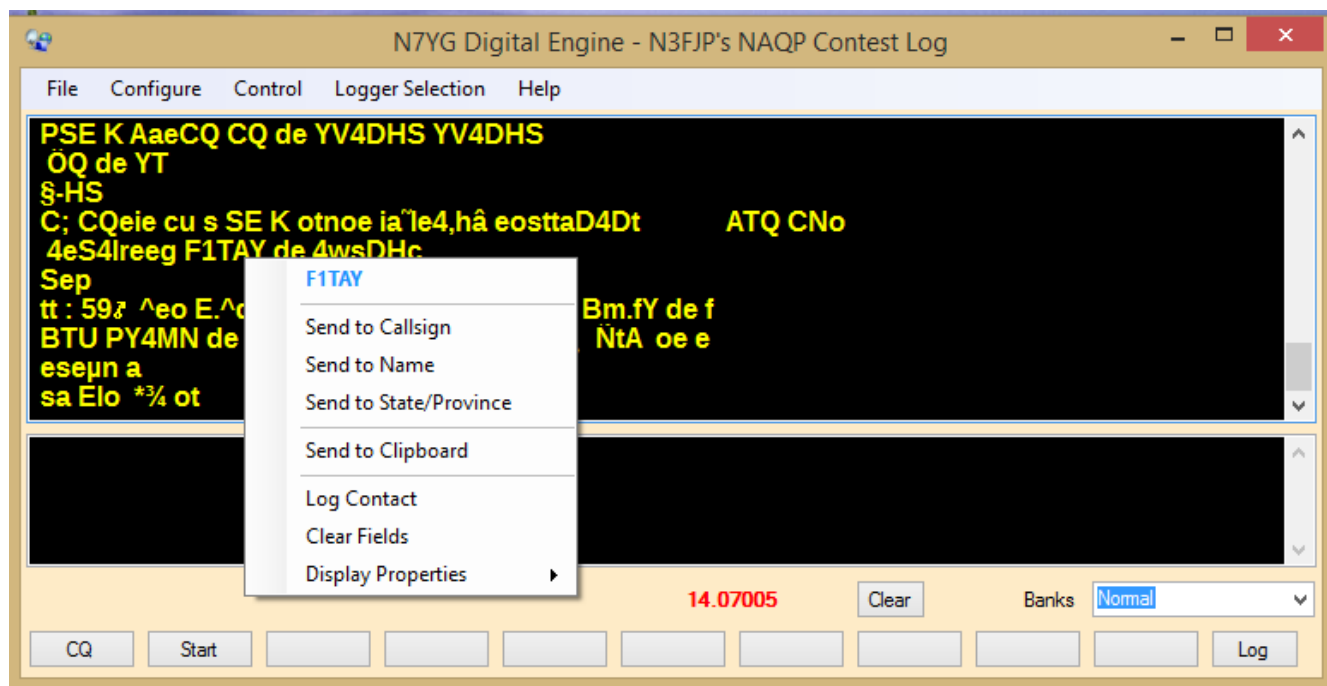 N7YG Digital Engine - N3FJP's NAQP Contest Log
File Configure Control Logger Selection Help
PSE K AaeCQ CQ de YV4DHS YV4DHS
ÖQ de YT
§-HS
C; CQeie cu s SE K otnoe ia˜le4,hâ eosttaD4Dt ATQ CNo
4eS4lreeg F1TAY de 4wsDHc
Sep
tt : 59 ^eo E.^ Bm.fY de f
BTU PY4MN de ÑtA oe e
eseµn a
sa Elo *¾ ot
F1TAY
Send to Callsign
Send to Name
Send to State/Province
Send to Clipboard
Log Contact
Clear Fields
Display Properties
14.07005 Clear Banks Normal
CQ Start Log